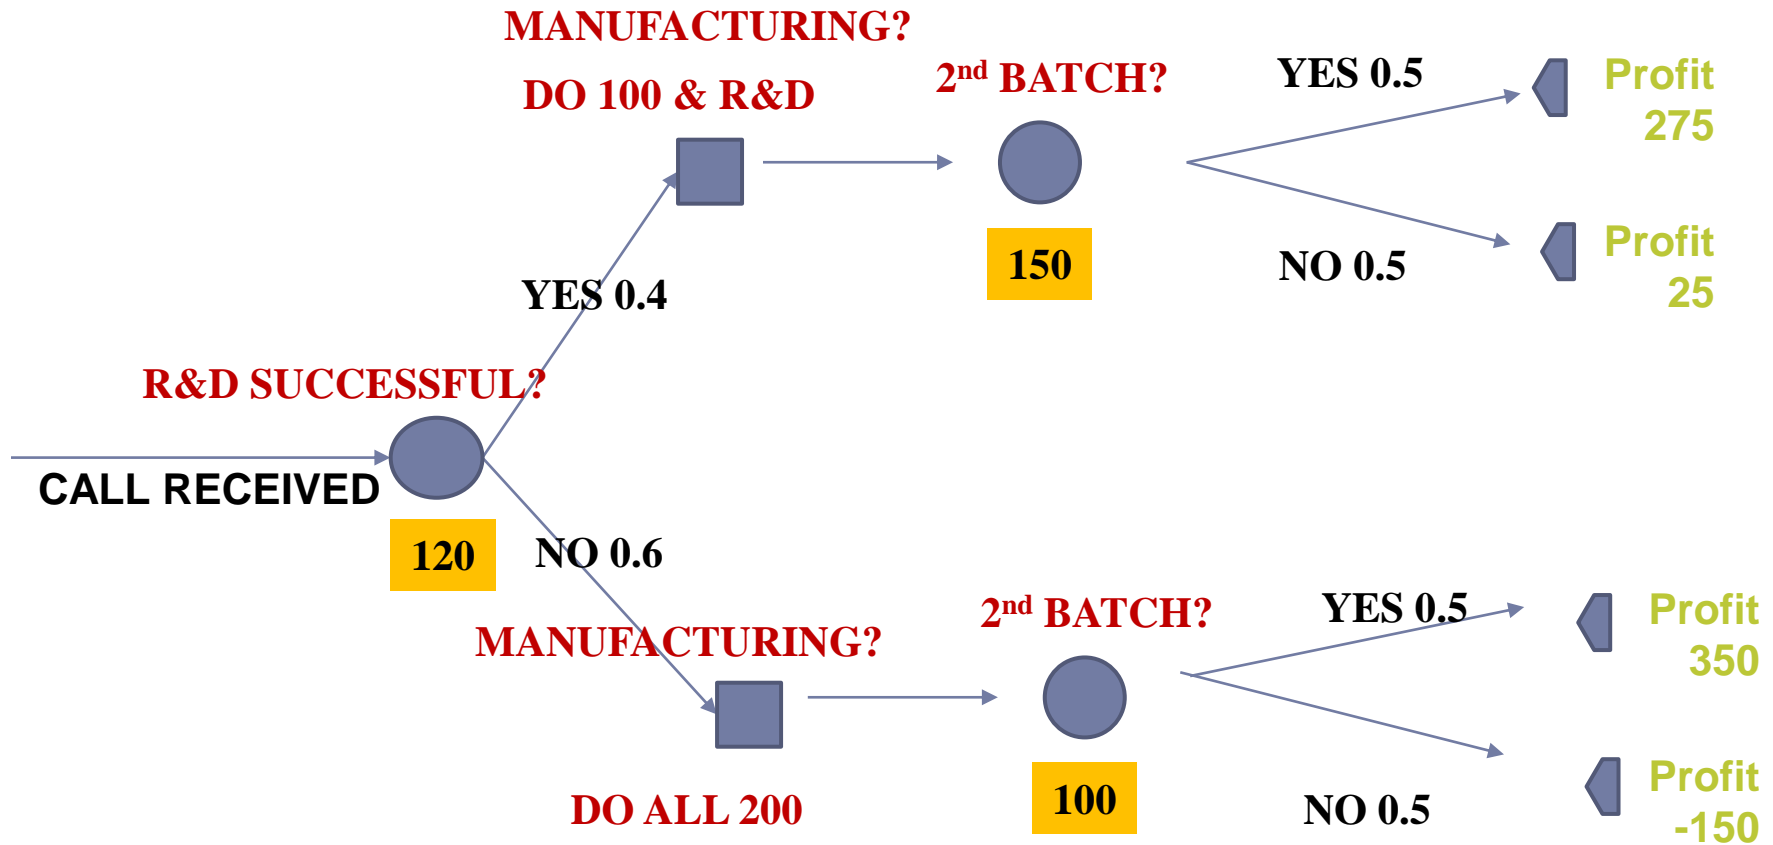 MANUFACTURING?
DO 100 & R&D
2nd BATCH?
YES 0.5
Profit
275
150
NO 0.5
Profit
25
YES 0.4
R&D SUCCESSFUL?
CALL RECEIVED
120
NO 0.6
MANUFACTURING?
2nd BATCH?
YES 0.5
Profit
350
DO ALL 200
100
NO 0.5
Profit
-150